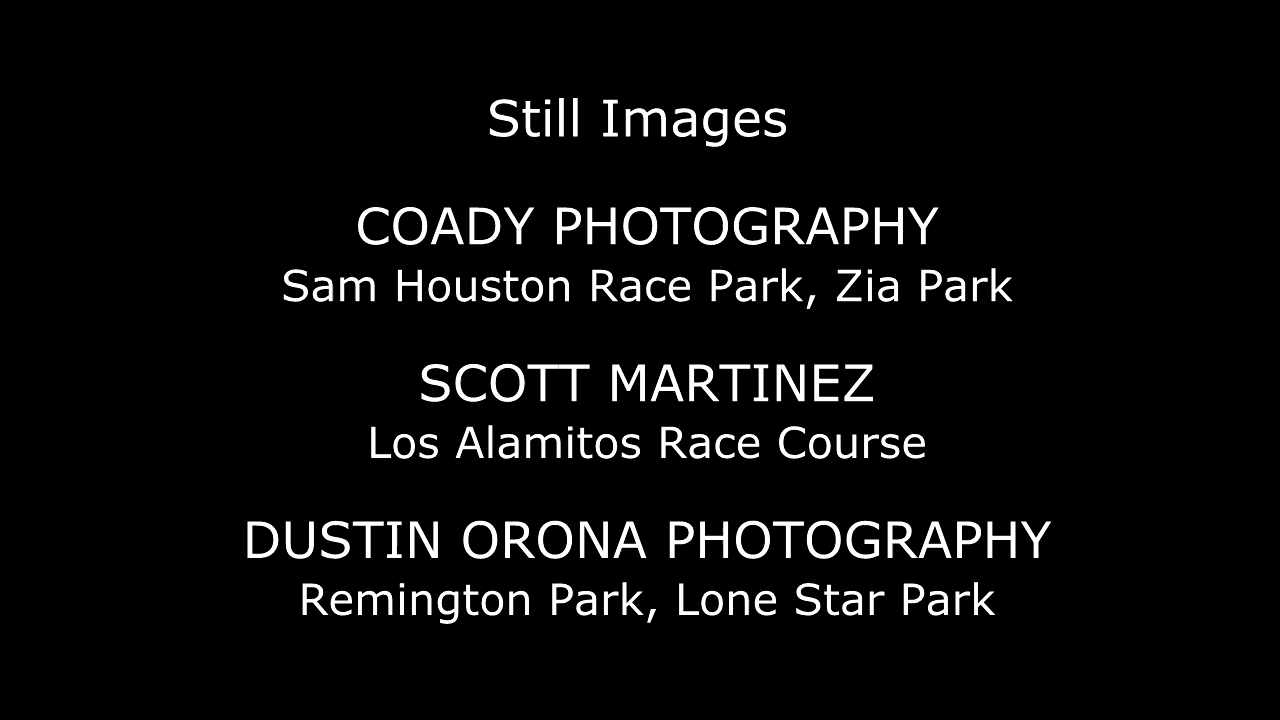 Still Images
COADY PHOTOGRAPHY
Sam Houston Race Park, Zia Park
SCOTT MARTINEZ
Los Alamitos Race Course
DUSTIN ORONA PHOTOGRAPHY
Remington Park, Lone Star Park